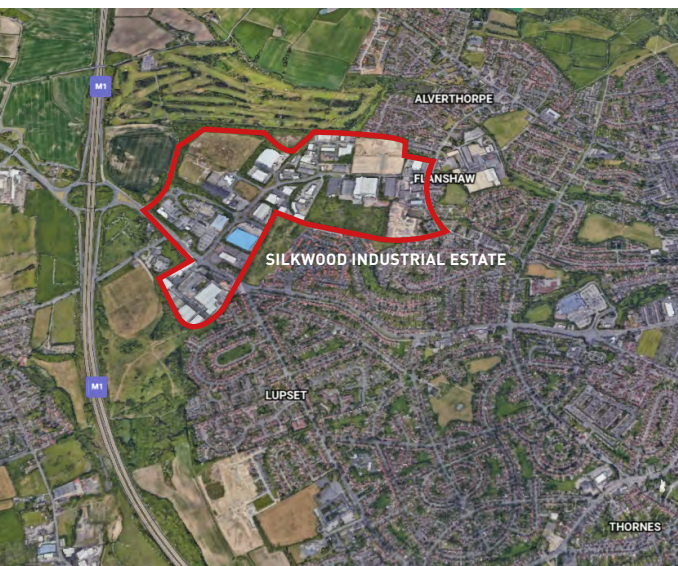 M1
ALVERTHORPE
FLANSHAW
SILKWOOD INDUSTRIAL ESTATE
M1
LUPSET
THORNES